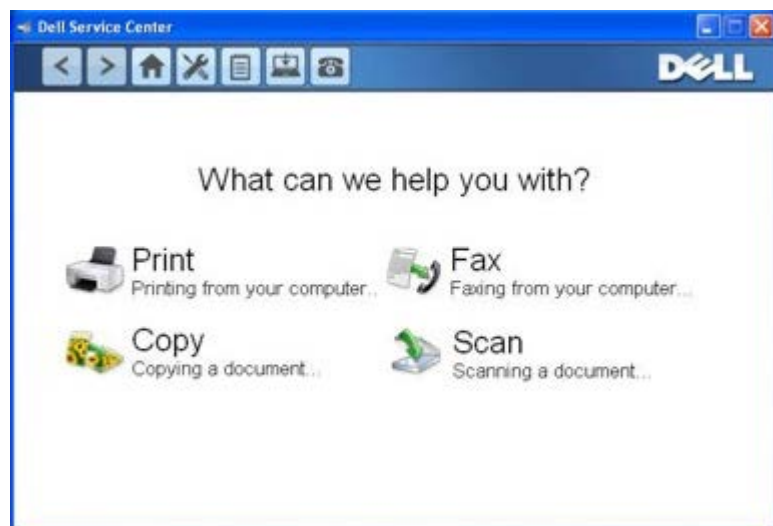 Dell Service Center
DELL
What can we help you with?
Print
Printing from your computer..
Fax
Faxing from your computer...
Copy
Copying a document...
Scan
Scanning a document...